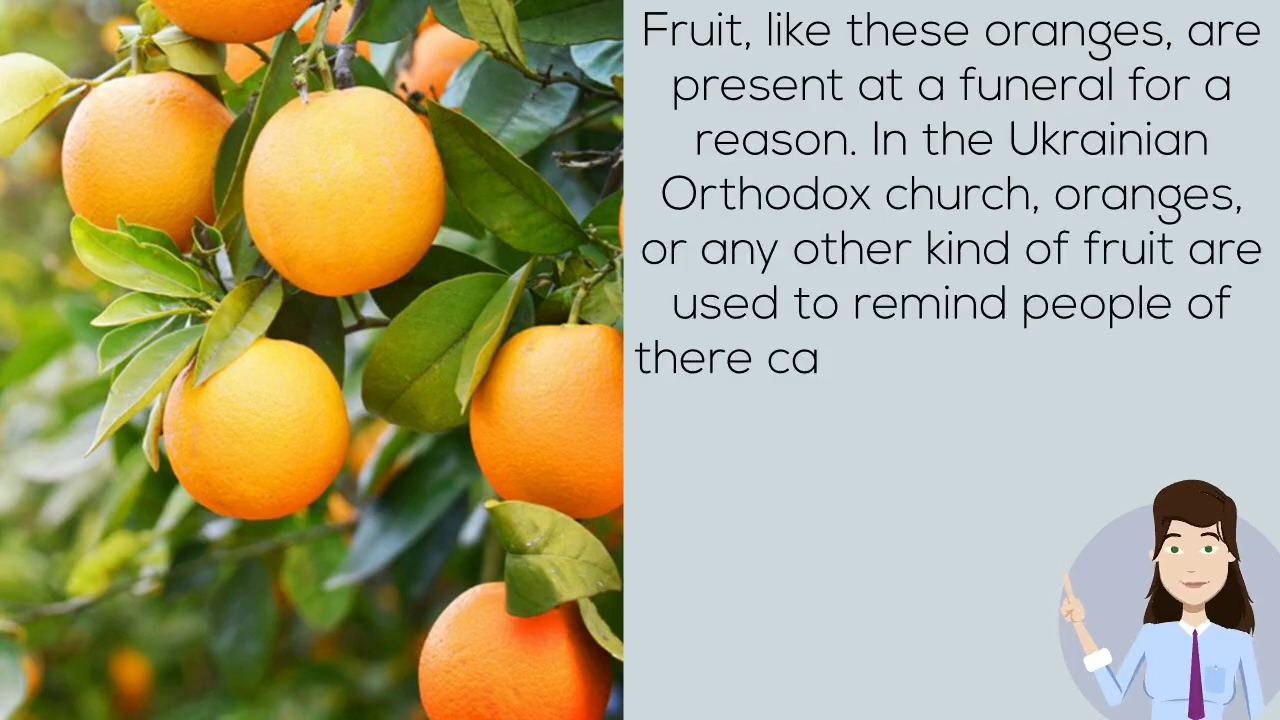 Fruit, like these oranges, are
present at a funeral for a
reason. In the Ukrainian
Orthodox church, oranges,
or any other kind of fruit are
used to remind people of
there ca